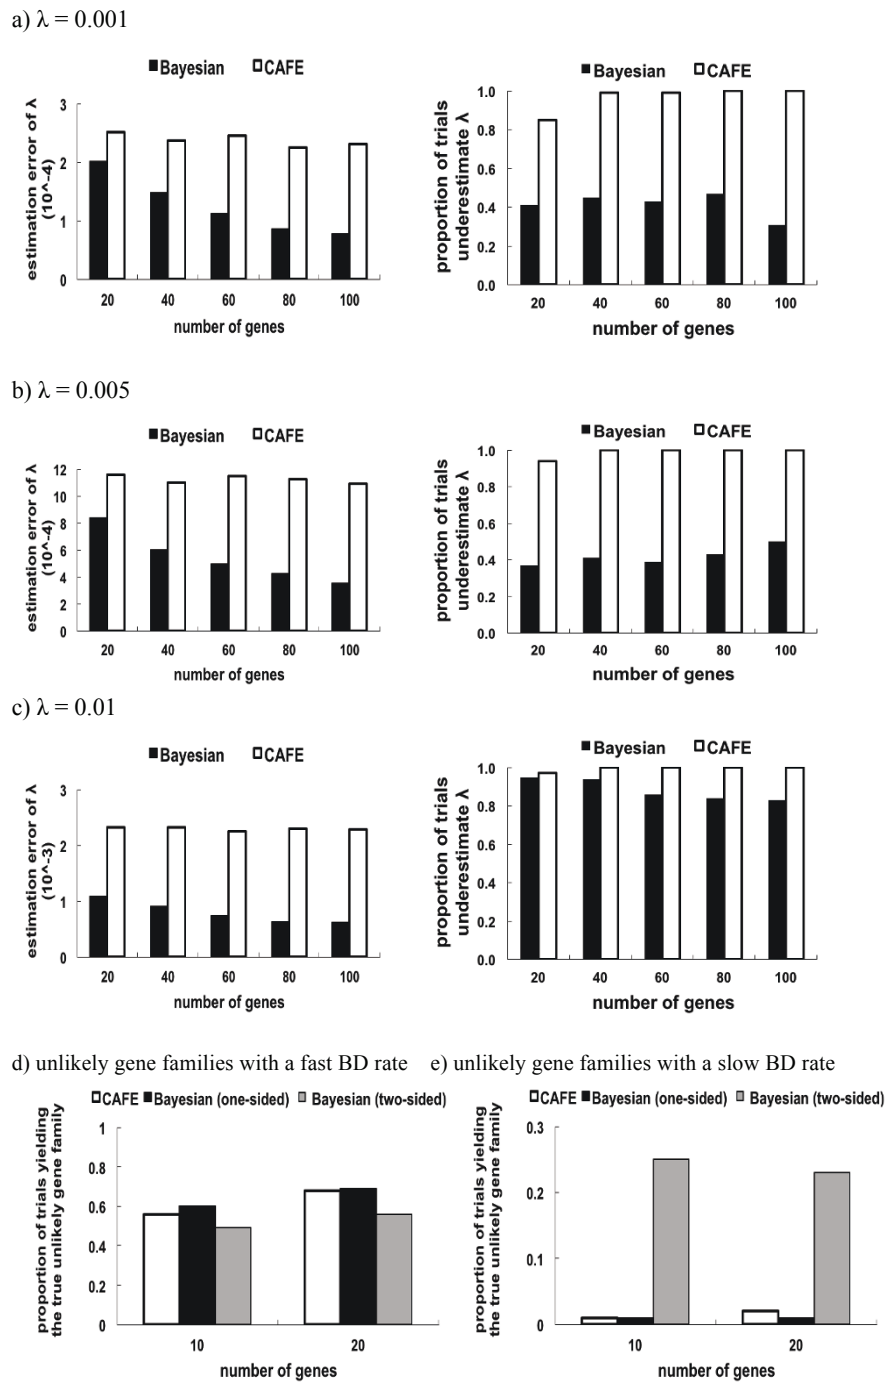 a) λ = 0.001
Bayesian CAFE
estimation error of λ
(10^-4)
3
2
1
0
20 40 60 80 100
number of genes
Bayesian CAFE
proportion of trials
underestimate λ
1.0
0.8
0.6
0.4
0.2
0.0
20 40 60 80 100
number of genes
b) λ = 0.005
Bayesian CAFE
estimation error of λ
(10^-4)
12
10
8
6
4
2
0
20 40 60 80 100
number of genes
Bayesian CAFE
proportion of trials
underestimate λ
1.0
0.8
0.6
0.4
0.2
0.0
20 40 60 80 100
number of genes
c) λ = 0.01
Bayesian CAFE
estimation error of λ
(10^-3)
3
2
1
0
20 40 60 80 100
number of genes
Bayesian CAFE
proportion of trials
underestimate λ
1.0
0.8
0.6
0.4
0.2
0.0
20 40 60 80 100
number of genes
d) unlikely gene families with a fast BD rate
CAFE Bayesian (one-sided) Bayesian (two-sided)
proportion of trials yielding
the true unlikely gene family
1
0.8
0.6
0.4
0.2
0
10 20
number of genes
e) unlikely gene families with a slow BD rate
CAFE Bayesian (one-sided) Bayesian (two-sided)
proportion of trials yielding
the true unlikely gene family
0.3
0.2
0.1
0
10 20
number of genes